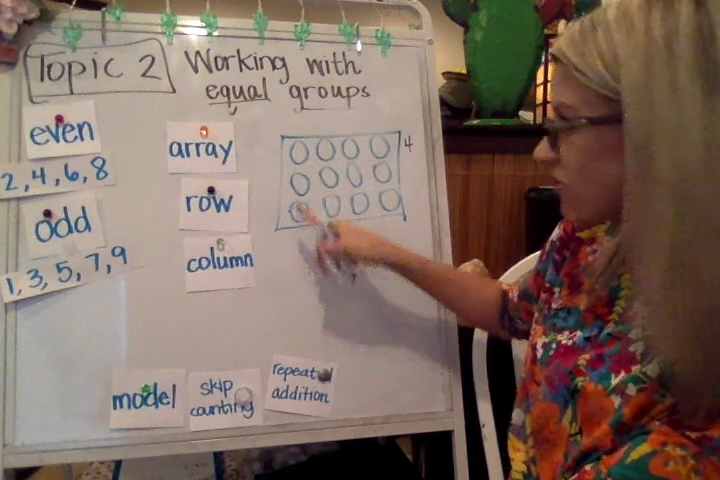 Topic 2 Working with
equal groups
even
2, 4, 6, 8
odd
1, 3, 5, 7, 9
array
row
column
4
model
skip
counting
repeat
addition